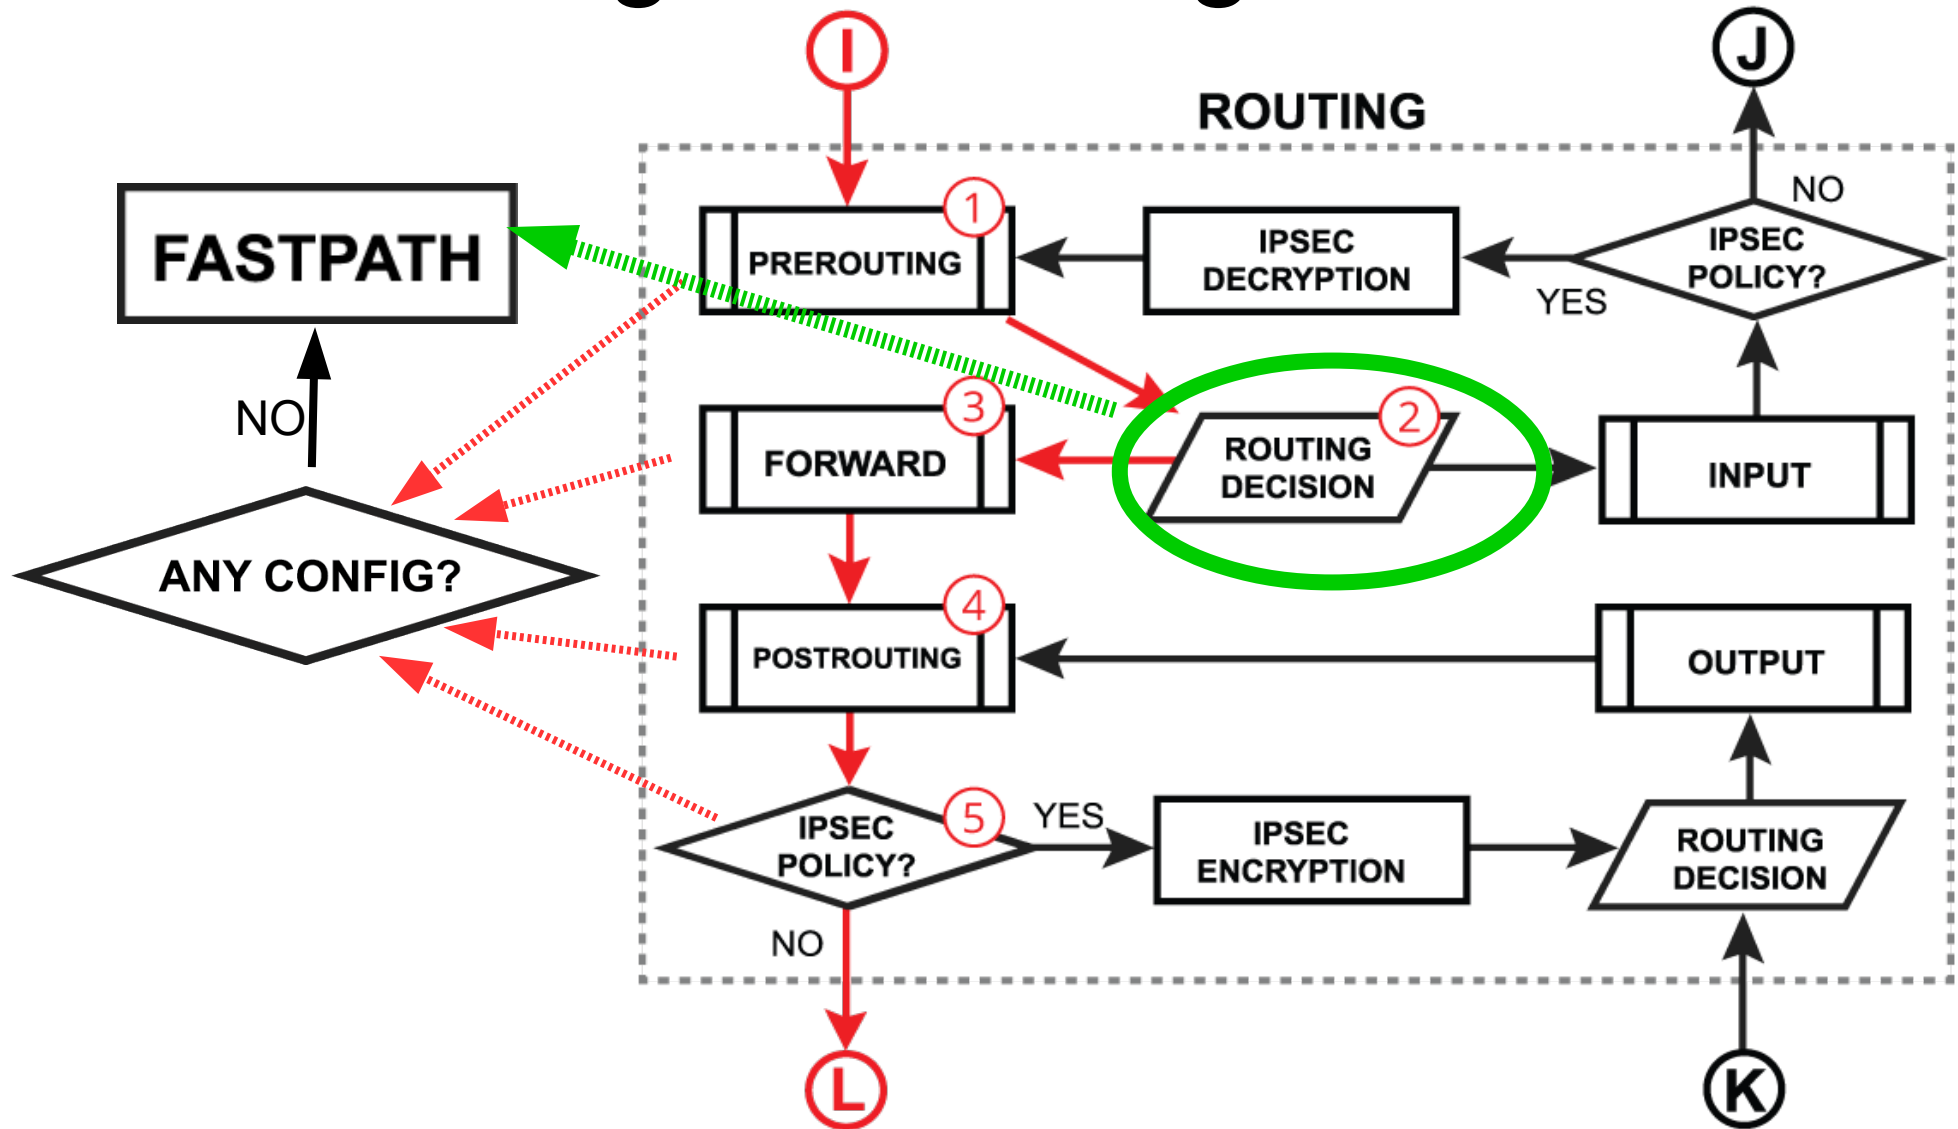 I
J
ROUTING
NO
FASTPATH
1
PREROUTING
IPSEC
DECRYPTION
IPSEC
POLICY?
YES
NO
3
FORWARD
2
ROUTING
DECISION
INPUT
ANY CONFIG?
4
POSTROUTING
OUTPUT
5
IPSEC
POLICY?
YES
IPSEC
ENCRYPTION
ROUTING
DECISION
NO
L
K